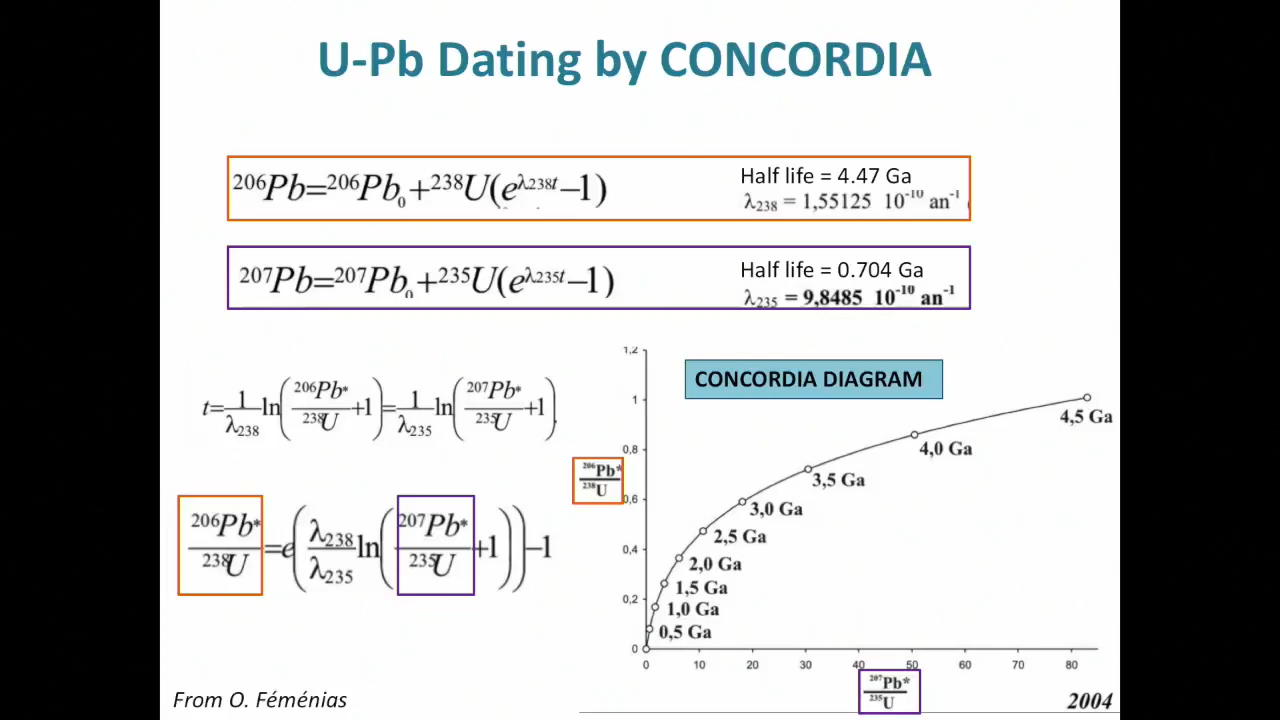 U-Pb Dating by CONCORDIA
²⁰⁶Pb=²⁰⁶Pb₀+²³⁸U(e^λ₂₃₈t–1)
Half life = 4.47 Ga
λ₂₃₈ = 1,55125 10⁻¹⁰ an⁻¹
²⁰⁷Pb=²⁰⁷Pb₀+²³⁵U(e^λ₂₃₅t–1)
Half life = 0.704 Ga
λ₂₃₅ = 9,8485 10⁻¹⁰ an⁻¹
t=1/λ₂₃₈ ln(²⁰⁶Pb*/²³⁸U+1)=1/λ₂₃₅ ln(²⁰⁷Pb*/²³⁵U+1)
²⁰⁶Pb*/²³⁸U=e(λ₂₃₈/λ₂₃₅ ln(²⁰⁷Pb*/²³⁵U+1))–1
CONCORDIA DIAGRAM
1,2
1
0,8
0,6
0,4
0,2
0
²⁰⁶Pb*/²³⁸U
4,5 Ga
4,0 Ga
3,5 Ga
3,0 Ga
2,5 Ga
2,0 Ga
1,5 Ga
1,0 Ga
0,5 Ga
0 10 20 30 40 50 60 70 80
²⁰⁷Pb*/²³⁵U
From O. Féménias
2004